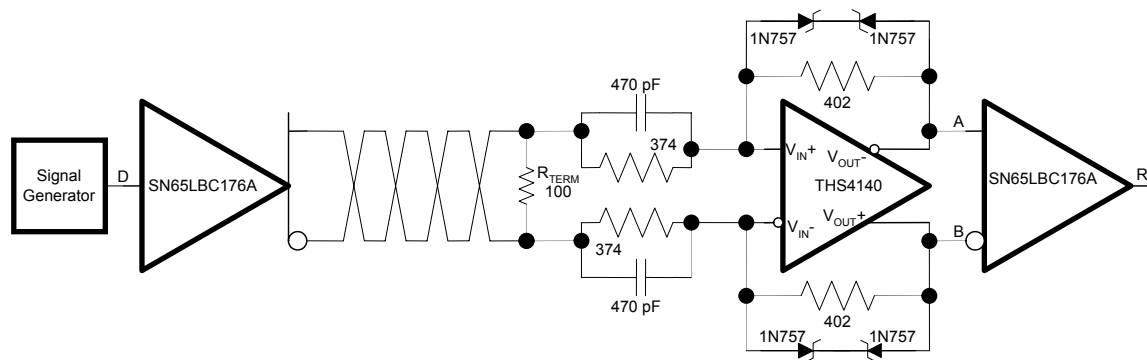 1N757
1N757
402
470 pF
374
Signal
Generator
D
SN65LBC176A
R_TERM
100
V_IN+
V_OUT-
THS4140
V_OUT+
V_IN-
A
SN65LBC176A
R
B
374
470 pF
402
1N757
1N757